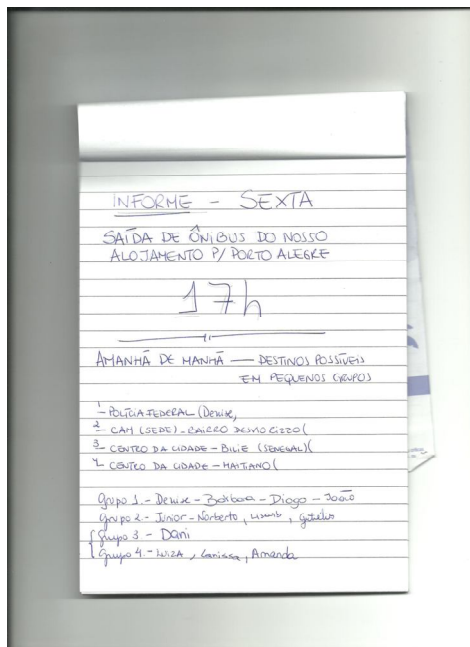 INFORME - SEXTA
SAÍDA DE ÔNIBUS DO NOSSO
ALOJAMENTO P/ PORTO ALEGRE
17h
AMANHÃ DE MANHÃ — DESTINOS POSSÍVEIS
EM PEQUENOS GRUPOS
1 - POLÍCIA FEDERAL (Denise,
2 - CAM (SEDE) - BAIRRO DESVIO RIZZO (
3 - CENTRO DA CIDADE - BILIE (SENEGAL) (
4 - CENTRO DA CIDADE - HAITIANO (
Grupo 1 - Denise - Bárbara - Diogo - João
Grupo 2 - Júnior - Norberto,
Grupo 3 - Dani
Grupo 4 - LUIZA, Larissa, Amanda